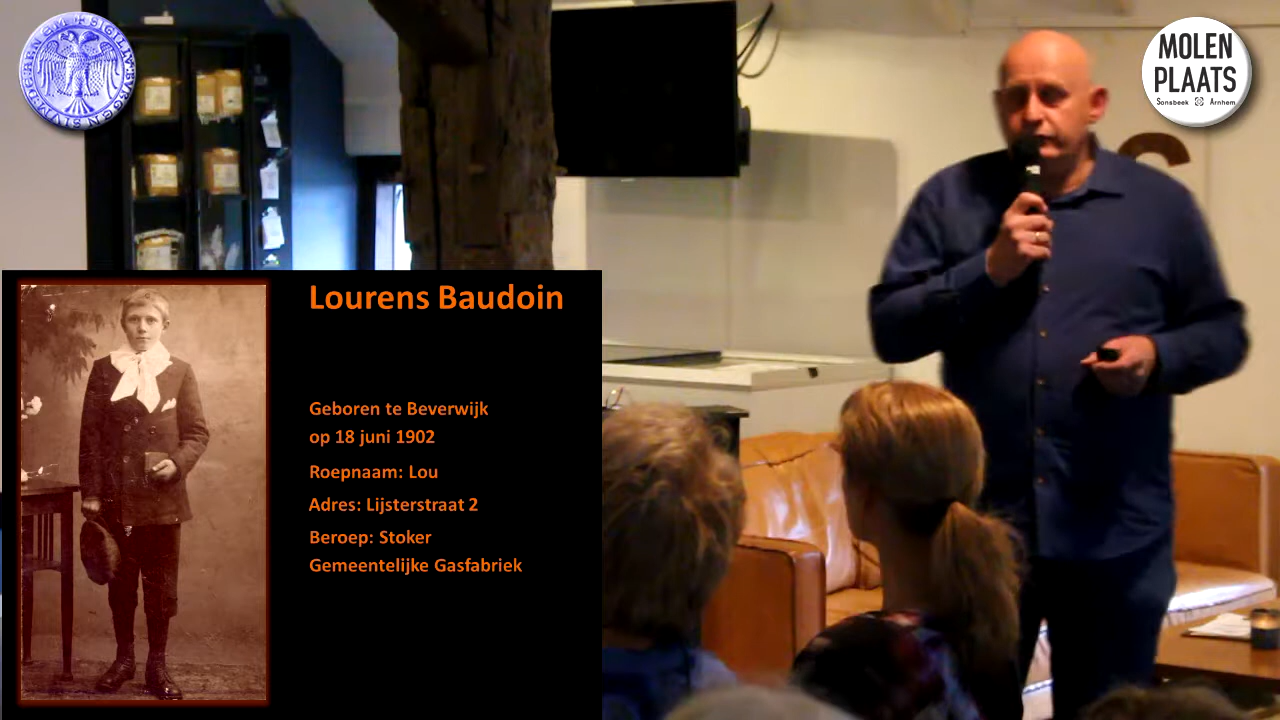 MOLEN
PLAATS
Sonsbeek Arnhem
Lourens Baudoin
Geboren te Beverwijk
op 18 juni 1902
Roepnaam: Lou
Adres: Lijsterstraat 2
Beroep: Stoker
Gemeentelijke Gasfabriek